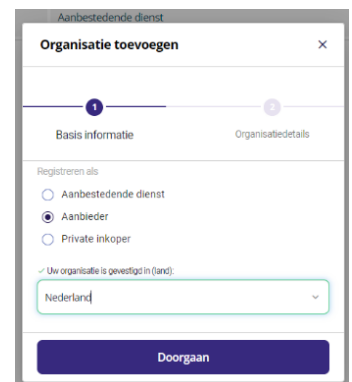 Aanbestedende dienst
Organisatie toevoegen
1
2
Basis informatie
Organisatiedetails
Registreren als
Aanbestedende dienst
Aanbieder
Private inkoper
Uw organisatie is gevestigd in (land):
Nederland
Doorgaan